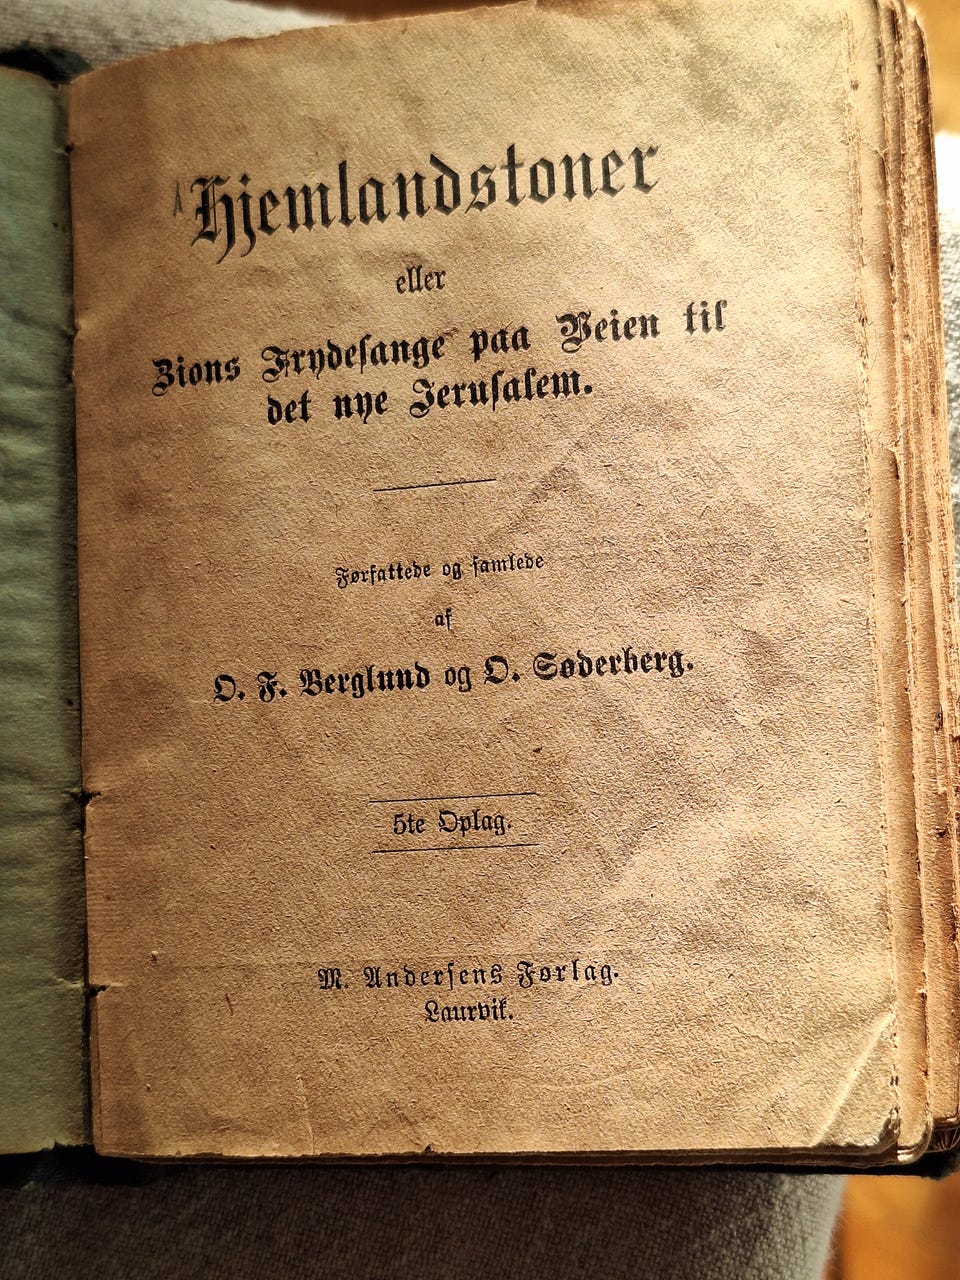 Hjemlandstoner
eller
Zions Frydesange paa Veien til
det nye Jerusalem.
Forfattede og samlede
af
O. F. Berglund og O. Søderberg.
5te Oplag.
M. Andersens Forlag.
Laurvik.